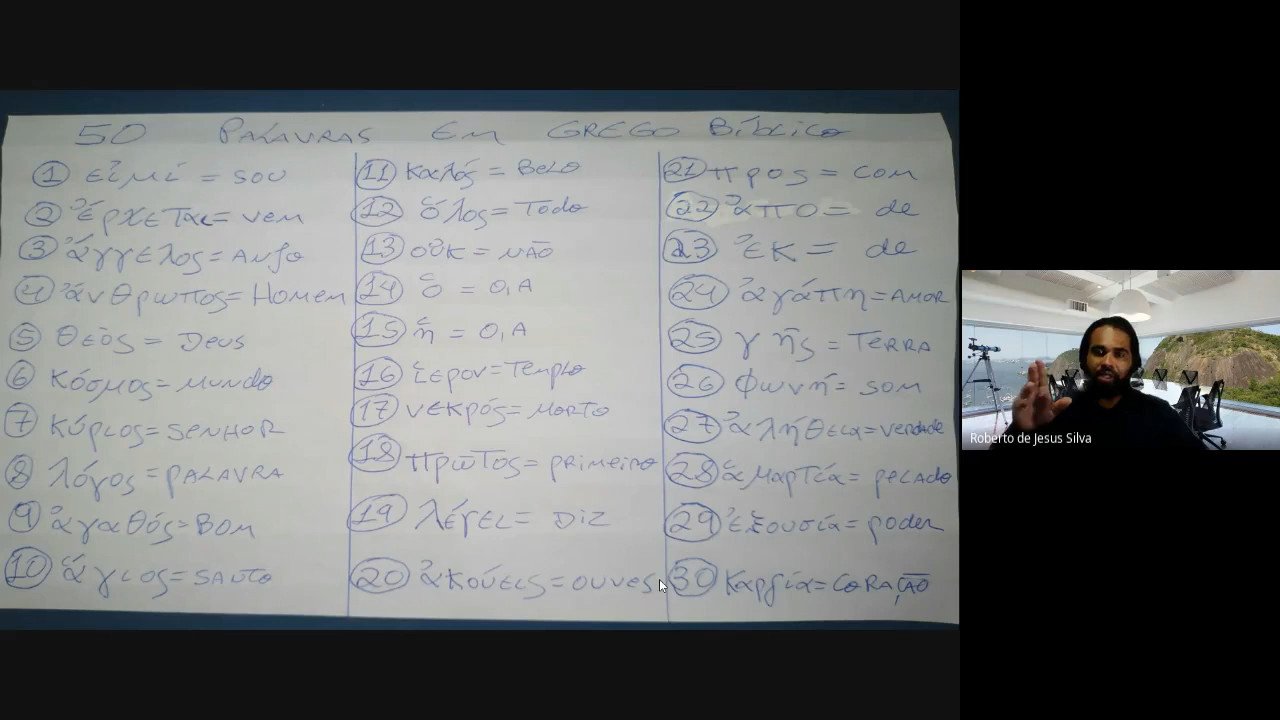 50 PALAVRAS EM GREGO BÍBLICO
1 εἰμί = SOU
2 ἔρχεται = VEM
3 ἄγγελος = ANJO
4 ἄνθρωπος = HOMEM
5 θεὸς = DEUS
6 κόσμος = MUNDO
7 κύριος = SENHOR
8 λόγος = PALAVRA
9 ἀγαθός = BOM
10 ἅγιος = SANTO
11 καλός = BELO
12 ὅλος = TODO
13 οὐκ = NÃO
14 ὁ = O, A
15 ἡ = O, A
16 ἱερον = TEMPLO
17 νεκρός = MORTO
18 πρῶτος = PRIMEIRO
19 λέγει = DIZ
20 ἀκούεις = OUVES
21 προς = COM
22 ἀπο = de
23 ἐκ = de
24 ἀγάπη = AMOR
25 γῆς = TERRA
26 φωνή = SOM
27 ἀλήθεια = verdade
28 ἁμαρτία = peCADO
29 ἐξουσία = poder
30 καρδία = CORAÇÃO
Roberto de Jesus Silva